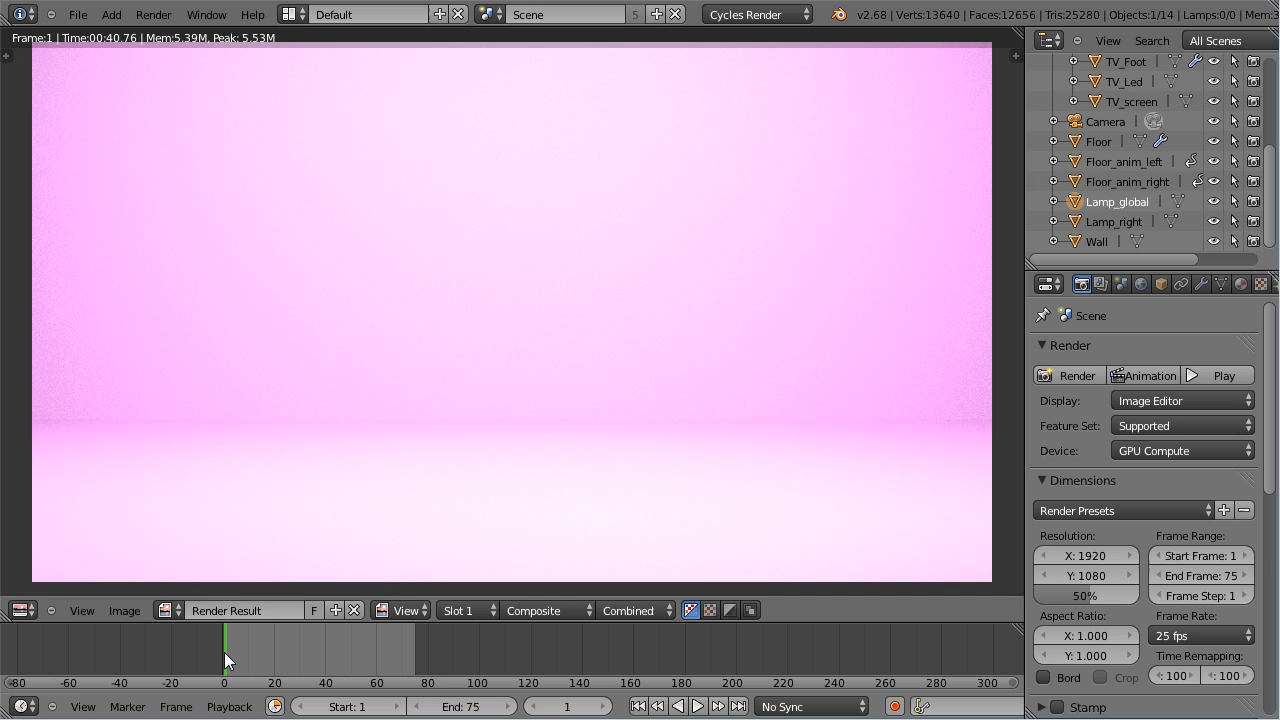 File Add Render Window Help Default Scene 5 Cycles Render v2.68 | Verts:13640 | Faces:12656 | Tris:25280 | Objects:1/14 | Lamps:0/0 | Mem:
Frame:1 | Time:00:40.76 | Mem:5.39M, Peak: 5.53M
View Search All Scenes
TV_Foot
TV_Led
TV_screen
Camera
Floor
Floor_anim_left
Floor_anim_right
Lamp_global
Lamp_right
Wall
Scene
Render
Render Animation Play
Display: Image Editor
Feature Set: Supported
Device: GPU Compute
Dimensions
Render Presets
Resolution: Frame Range:
X: 1920 Start Frame: 1
Y: 1080 End Frame: 75
50% Frame Step: 1
Aspect Ratio: Frame Rate:
X: 1.000 25 fps
Y: 1.000 Time Remapping:
Bord Crop : 100 : 100
Stamp
View Image Render Result F View Slot 1 Composite Combined
-80 -60 -40 -20 0 20 40 60 80 100 120 140 160 180 200 220 240 260 280 300
View Marker Frame Playback Start: 1 End: 75 1 No Sync